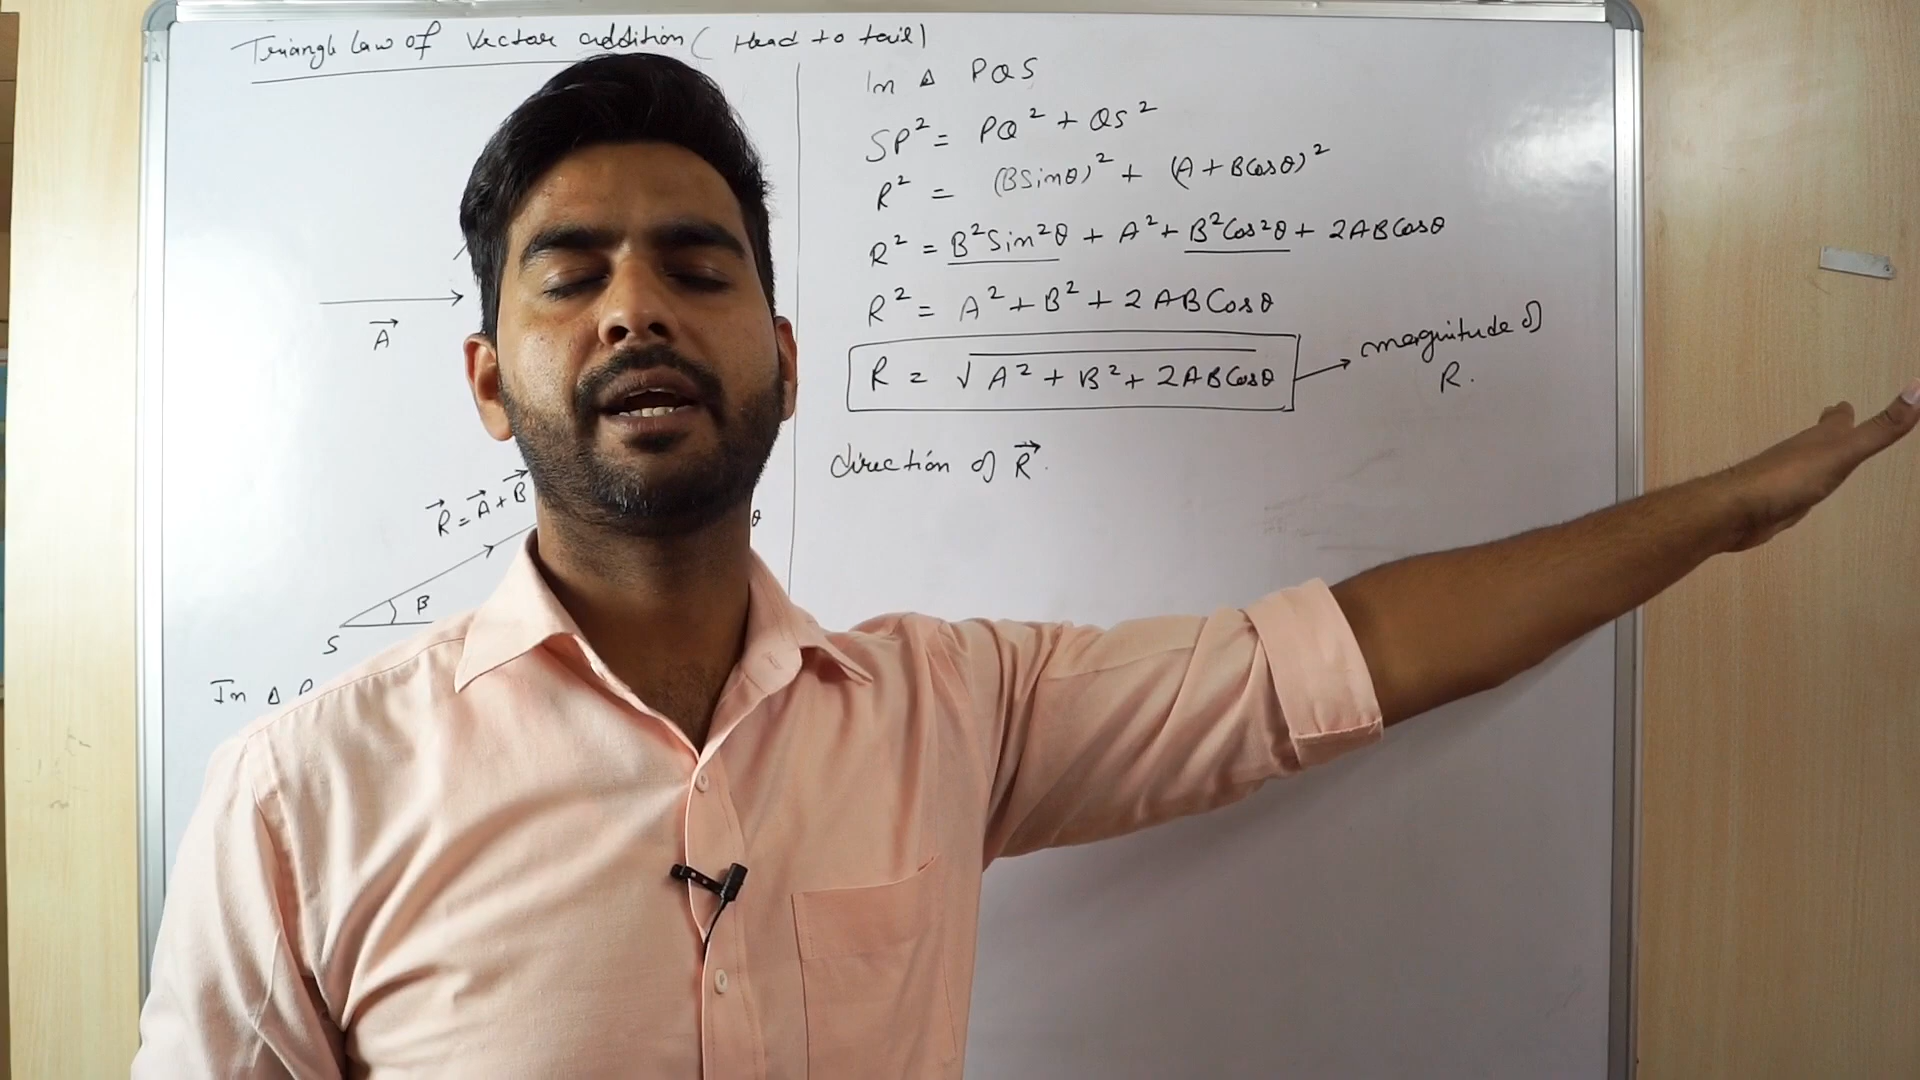 Triangle law of Vector addition ( Head to tail )
A⃗
R⃗ = A⃗ + B⃗
θ
β
S
In Δ P
In Δ PQS
SP² = PQ² + QS²
R² = (BSinθ)² + (A + BCosθ)²
R² = B²Sin²θ + A² + B²Cos²θ + 2ABCosθ
R² = A² + B² + 2ABCosθ
R = √A² + B² + 2ABCosθ → magnitude of
R.
direction of R⃗.